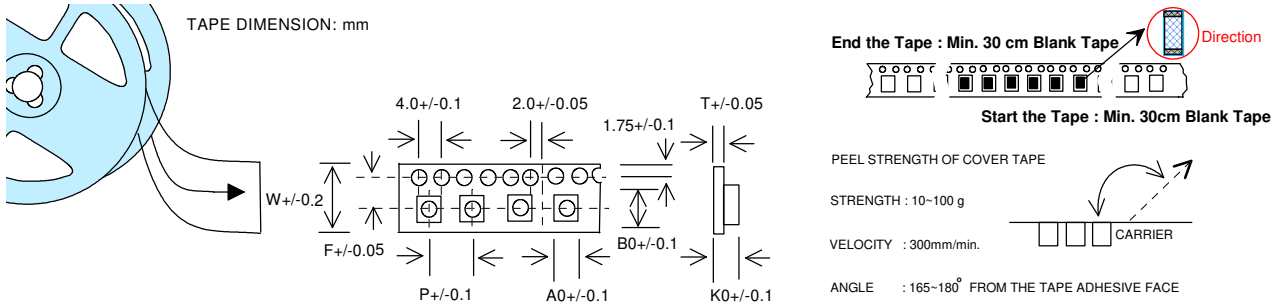 TAPE DIMENSION: mm
4.0+/-0.1
2.0+/-0.05
T+/-0.05
1.75+/-0.1
W+/-0.2
F+/-0.05
B0+/-0.1
P+/-0.1
A0+/-0.1
K0+/-0.1
End the Tape : Min. 30 cm Blank Tape
Direction
Start the Tape : Min. 30cm Blank Tape
PEEL STRENGTH OF COVER TAPE
STRENGTH : 10~100 g
VELOCITY : 300mm/min.
CARRIER
ANGLE : 165~180° FROM THE TAPE ADHESIVE FACE